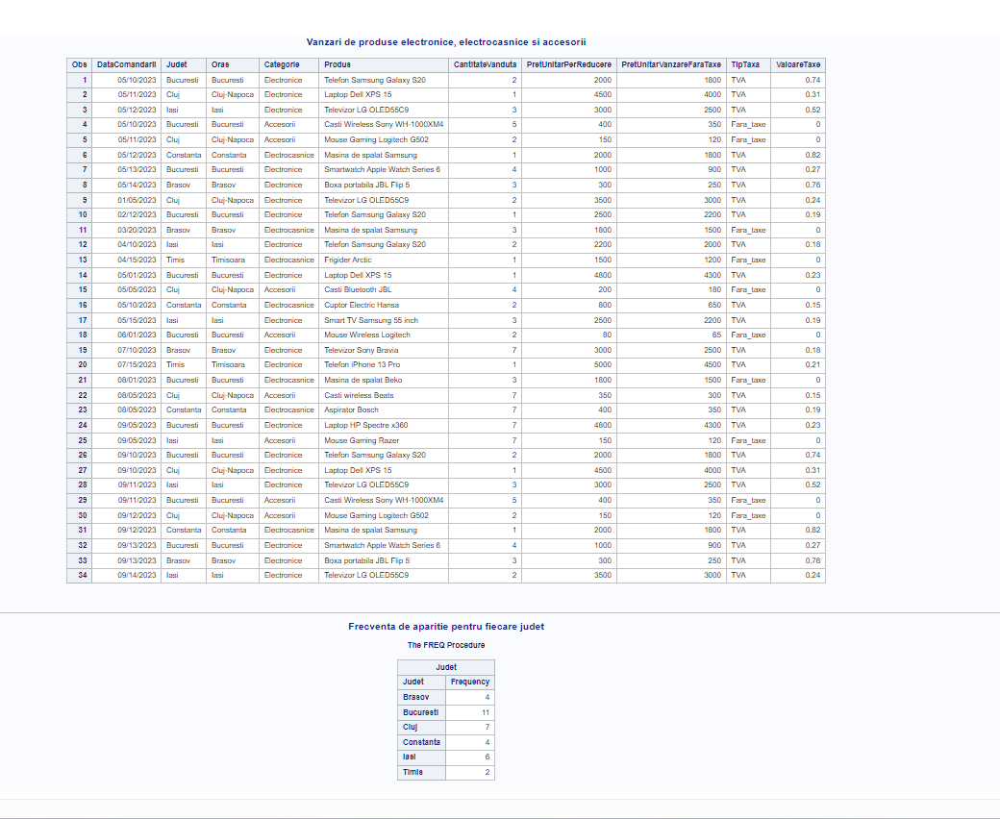 Vanzari de produse electronice, electrocasnice si accesorii
Obs DataComandarii Judet Oras Categorie Produs CantitateVanduta PretUnitarPerReducere PretUnitarVanzareFaraTaxe TipTaxa ValoareTaxe
1 05/10/2023 Bucuresti Bucuresti Electronice Telefon Samsung Galaxy S20 2 2000 1800 TVA 0.74
2 05/11/2023 Cluj Cluj-Napoca Electronice Laptop Dell XPS 15 1 4500 4000 TVA 0.31
3 05/12/2023 Iasi Iasi Electronice Televizor LG OLED55C9 3 3000 2500 TVA 0.52
4 05/10/2023 Bucuresti Bucuresti Accesorii Casti Wireless Sony WH-1000XM4 5 400 350 Fara_taxe 0
5 05/11/2023 Cluj Cluj-Napoca Accesorii Mouse Gaming Logitech G502 2 150 120 Fara_taxe 0
6 05/12/2023 Constanta Constanta Electrocasnice Masina de spalat Samsung 1 2000 1800 TVA 0.82
7 05/13/2023 Bucuresti Bucuresti Electronice Smartwatch Apple Watch Series 6 4 1000 900 TVA 0.27
8 05/14/2023 Brasov Brasov Electronice Boxa portabila JBL Flip 5 3 300 250 TVA 0.76
9 01/05/2023 Cluj Cluj-Napoca Electronice Televizor LG OLED55C9 2 3500 3000 TVA 0.24
10 02/12/2023 Bucuresti Bucuresti Electronice Telefon Samsung Galaxy S20 1 2500 2200 TVA 0.19
11 03/20/2023 Brasov Brasov Electrocasnice Masina de spalat Samsung 3 1800 1500 Fara_taxe 0
12 04/10/2023 Iasi Iasi Electronice Telefon Samsung Galaxy S20 2 2200 2000 TVA 0.18
13 04/15/2023 Timis Timisoara Electrocasnice Frigider Arctic 1 1500 1200 Fara_taxe 0
14 05/01/2023 Bucuresti Bucuresti Electronice Laptop Dell XPS 15 1 4800 4300 TVA 0.23
15 05/05/2023 Cluj Cluj-Napoca Accesorii Casti Bluetooth JBL 4 200 180 Fara_taxe 0
16 05/10/2023 Constanta Constanta Electrocasnice Cuptor Electric Hansa 2 800 650 TVA 0.15
17 05/15/2023 Iasi Iasi Electronice Smart TV Samsung 55 inch 3 2500 2200 TVA 0.19
18 06/01/2023 Bucuresti Bucuresti Accesorii Mouse Wireless Logitech 2 80 65 Fara_taxe 0
19 07/10/2023 Brasov Brasov Electronice Televizor Sony Bravia 7 3000 2500 TVA 0.18
20 07/15/2023 Timis Timisoara Electronice Telefon iPhone 13 Pro 1 5000 4500 TVA 0.21
21 08/01/2023 Bucuresti Bucuresti Electrocasnice Masina de spalat Beko 3 1800 1500 Fara_taxe 0
22 08/05/2023 Cluj Cluj-Napoca Accesorii Casti wireless Beats 7 350 300 TVA 0.15
23 08/05/2023 Constanta Constanta Electrocasnice Aspirator Bosch 7 400 350 TVA 0.19
24 09/05/2023 Bucuresti Bucuresti Electronice Laptop HP Spectre x360 7 4800 4300 TVA 0.23
25 09/05/2023 Iasi Iasi Accesorii Mouse Gaming Razer 7 150 120 Fara_taxe 0
26 09/10/2023 Bucuresti Bucuresti Electronice Telefon Samsung Galaxy S20 2 2000 1800 TVA 0.74
27 09/10/2023 Cluj Cluj-Napoca Electronice Laptop Dell XPS 15 1 4500 4000 TVA 0.31
28 09/11/2023 Iasi Iasi Electronice Televizor LG OLED55C9 3 3000 2500 TVA 0.52
29 09/11/2023 Bucuresti Bucuresti Accesorii Casti Wireless Sony WH-1000XM4 5 400 350 Fara_taxe 0
30 09/12/2023 Cluj Cluj-Napoca Accesorii Mouse Gaming Logitech G502 2 150 120 Fara_taxe 0
31 09/12/2023 Constanta Constanta Electrocasnice Masina de spalat Samsung 1 2000 1800 TVA 0.82
32 09/13/2023 Bucuresti Bucuresti Electronice Smartwatch Apple Watch Series 6 4 1000 900 TVA 0.27
33 09/13/2023 Brasov Brasov Electronice Boxa portabila JBL Flip 5 3 300 250 TVA 0.76
34 09/14/2023 Iasi Iasi Electronice Televizor LG OLED55C9 2 3500 3000 TVA 0.24
Frecventa de aparitie pentru fiecare judet
The FREQ Procedure
Judet
Judet Frequency
Brasov 4
Bucuresti 11
Cluj 7
Constanta 4
Iasi 6
Timis 2